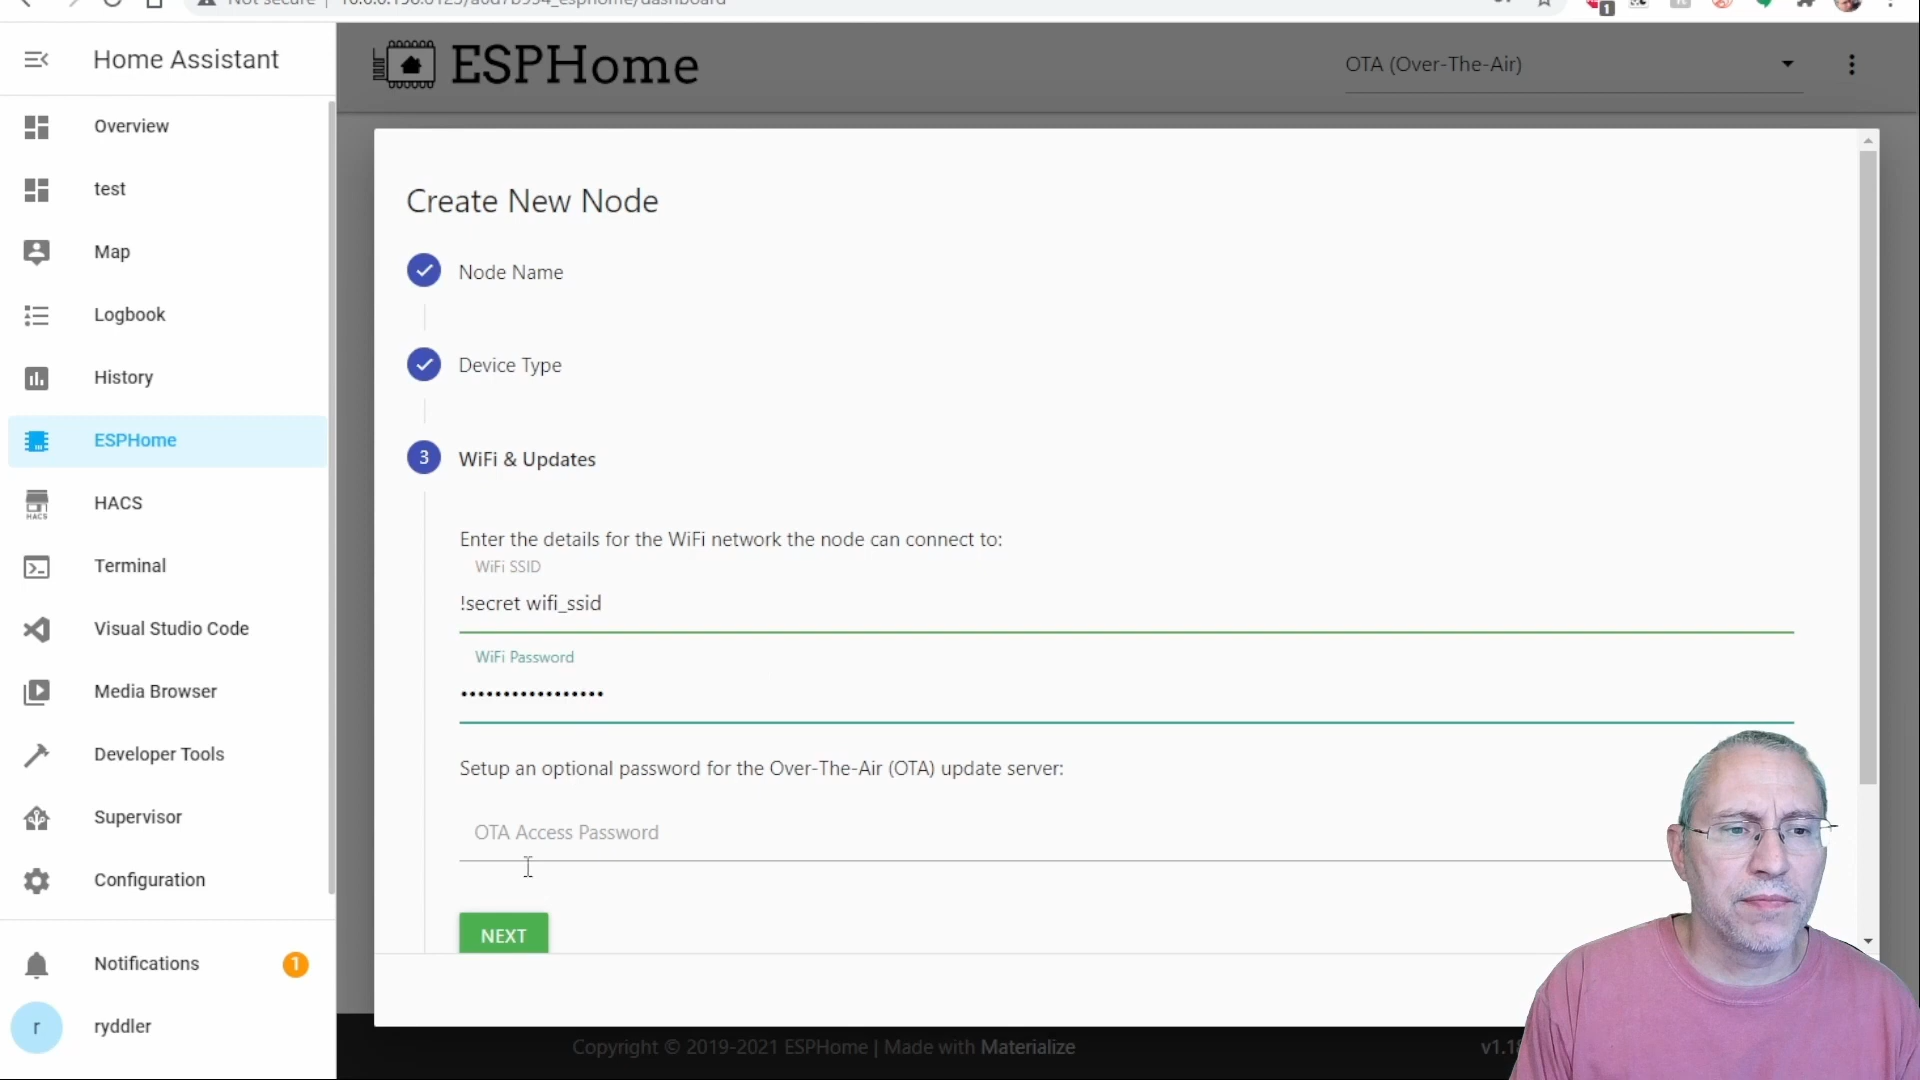 Not secure
Home Assistant
ESPHome
OTA (Over-The-Air)
Overview
test
Map
Logbook
History
ESPHome
HACS
HACS
Terminal
Visual Studio Code
Media Browser
Developer Tools
Supervisor
Configuration
Notifications
1
r
ryddler
Create New Node
Node Name
Device Type
3
WiFi & Updates
Enter the details for the WiFi network the node can connect to:
WiFi SSID
!secret wifi_ssid
WiFi Password
•••••••••••••••••
Setup an optional password for the Over-The-Air (OTA) update server:
OTA Access Password
NEXT
Copyright © 2019-2021 ESPHome | Made with Materialize
1